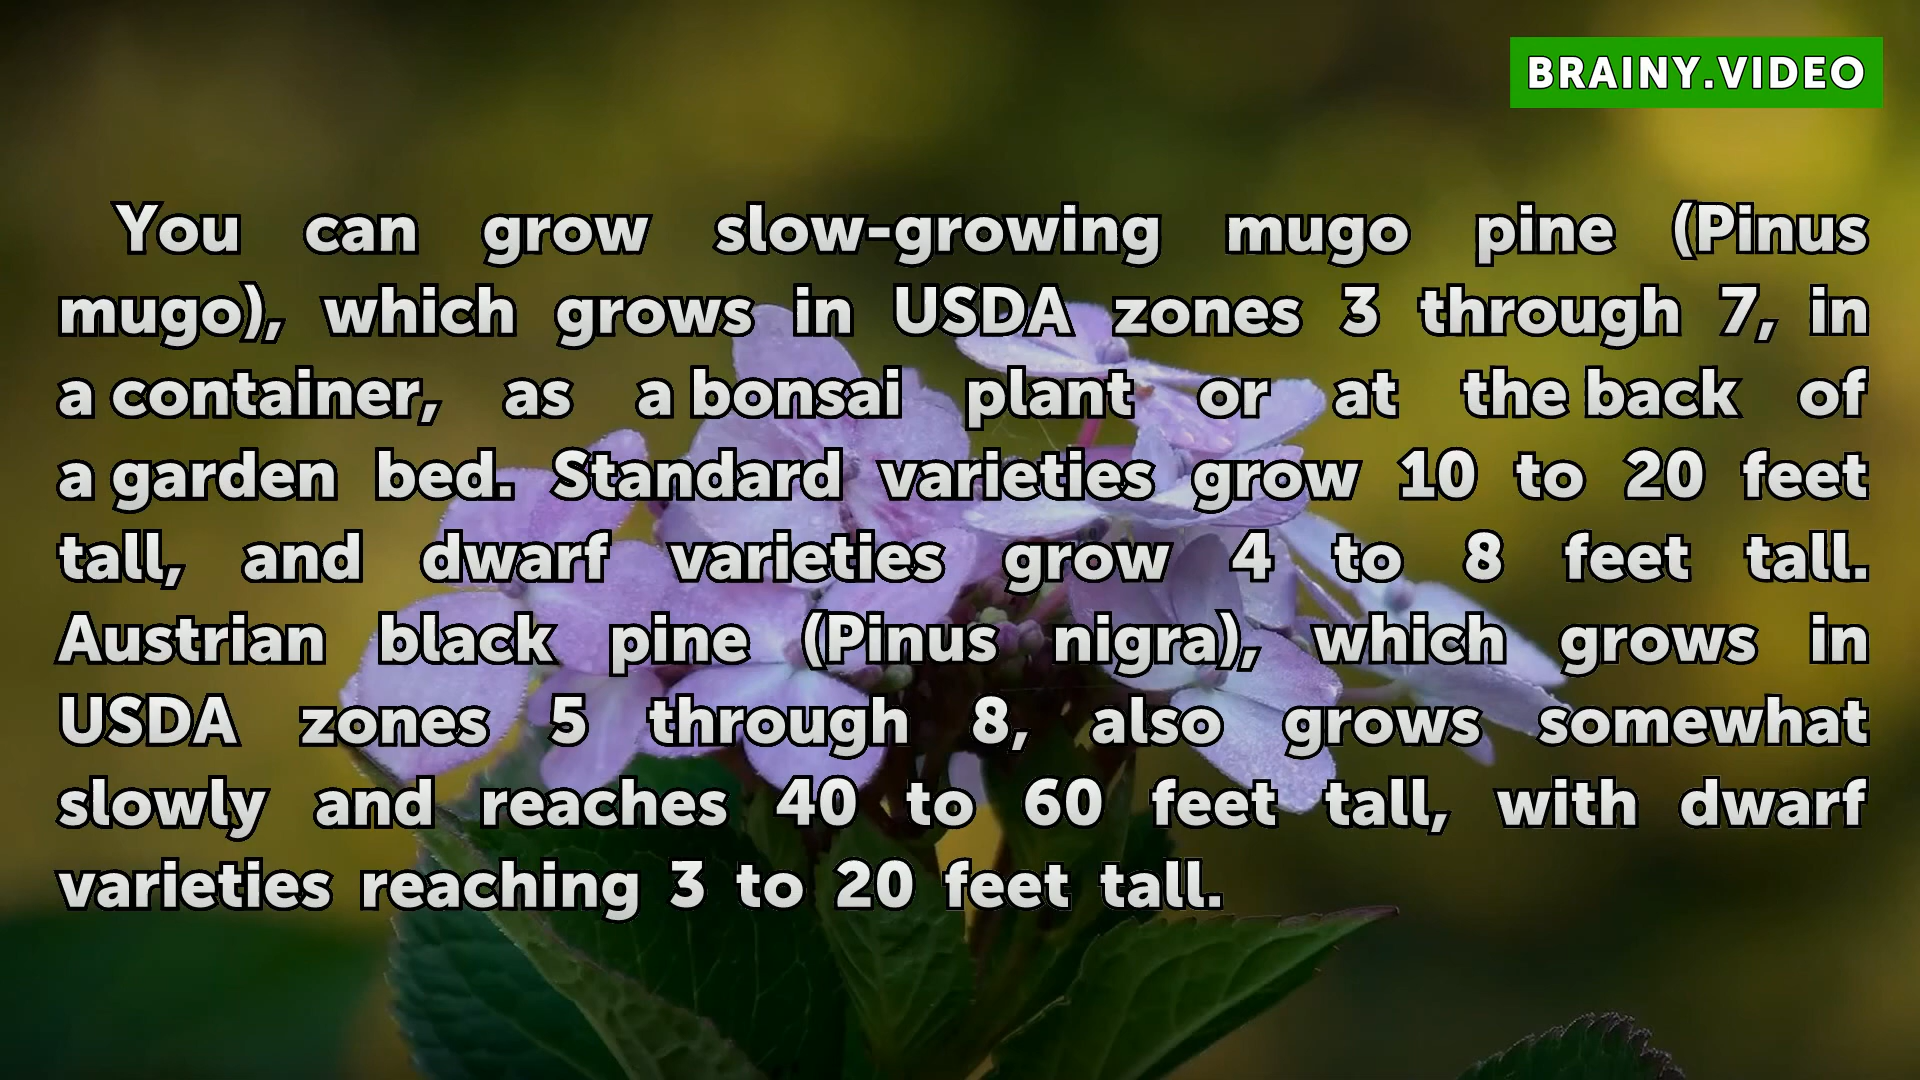 BRAINY.VIDEO
You can grow slow-growing mugo pine (Pinus
mugo), which grows in USDA zones 3 through 7, in
a container, as a bonsai plant or at the back of
a garden bed. Standard varieties grow 10 to 20 feet
tall, and dwarf varieties grow 4 to 8 feet tall.
Austrian black pine (Pinus nigra), which grows in
USDA zones 5 through 8, also grows somewhat
slowly and reaches 40 to 60 feet tall, with dwarf
varieties reaching 3 to 20 feet tall.